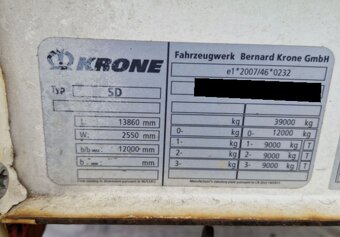 KRONE
Fahrzeugwerk Bernard Krone GmbH
e1*2007/46*0232
Typ SD
L: 13860 mm
W: 2550 mm
b/b max 12000 mm
kg 39000 kg
0- kg 0- 12000 kg
1- kg 1- 9000 kg T
2- kg 2- 9000 kg T
3- kg 3- 9000 kg T